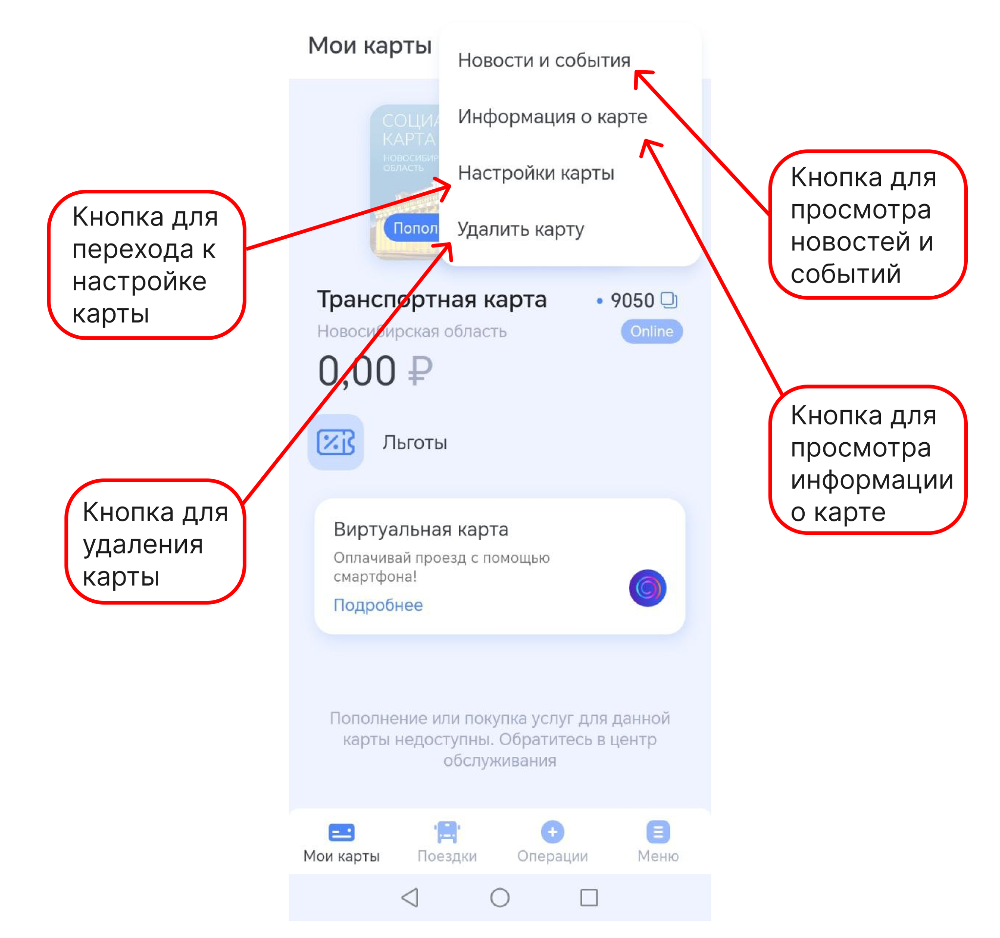 Мои карты
Новости и события
Информация о карте
Настройки карты
Удалить карту
КАРТА
ОБЛАСТЬ
Транспортная карта
9050
Новосибирская область
Online
0,00 ₽
Льготы
Виртуальная карта
Оплачивай проезд с помощью
смартфона!
Подробнее
Пополнение или покупка услуг для данной
карты недоступны. Обратитесь в центр
обслуживания
Мои карты
Поездки
Операции
Меню
Кнопка для
перехода к
настройке
карты
Кнопка для
удаления
карты
Кнопка для
просмотра
новостей и
событий
Кнопка для
просмотра
информации
о карте